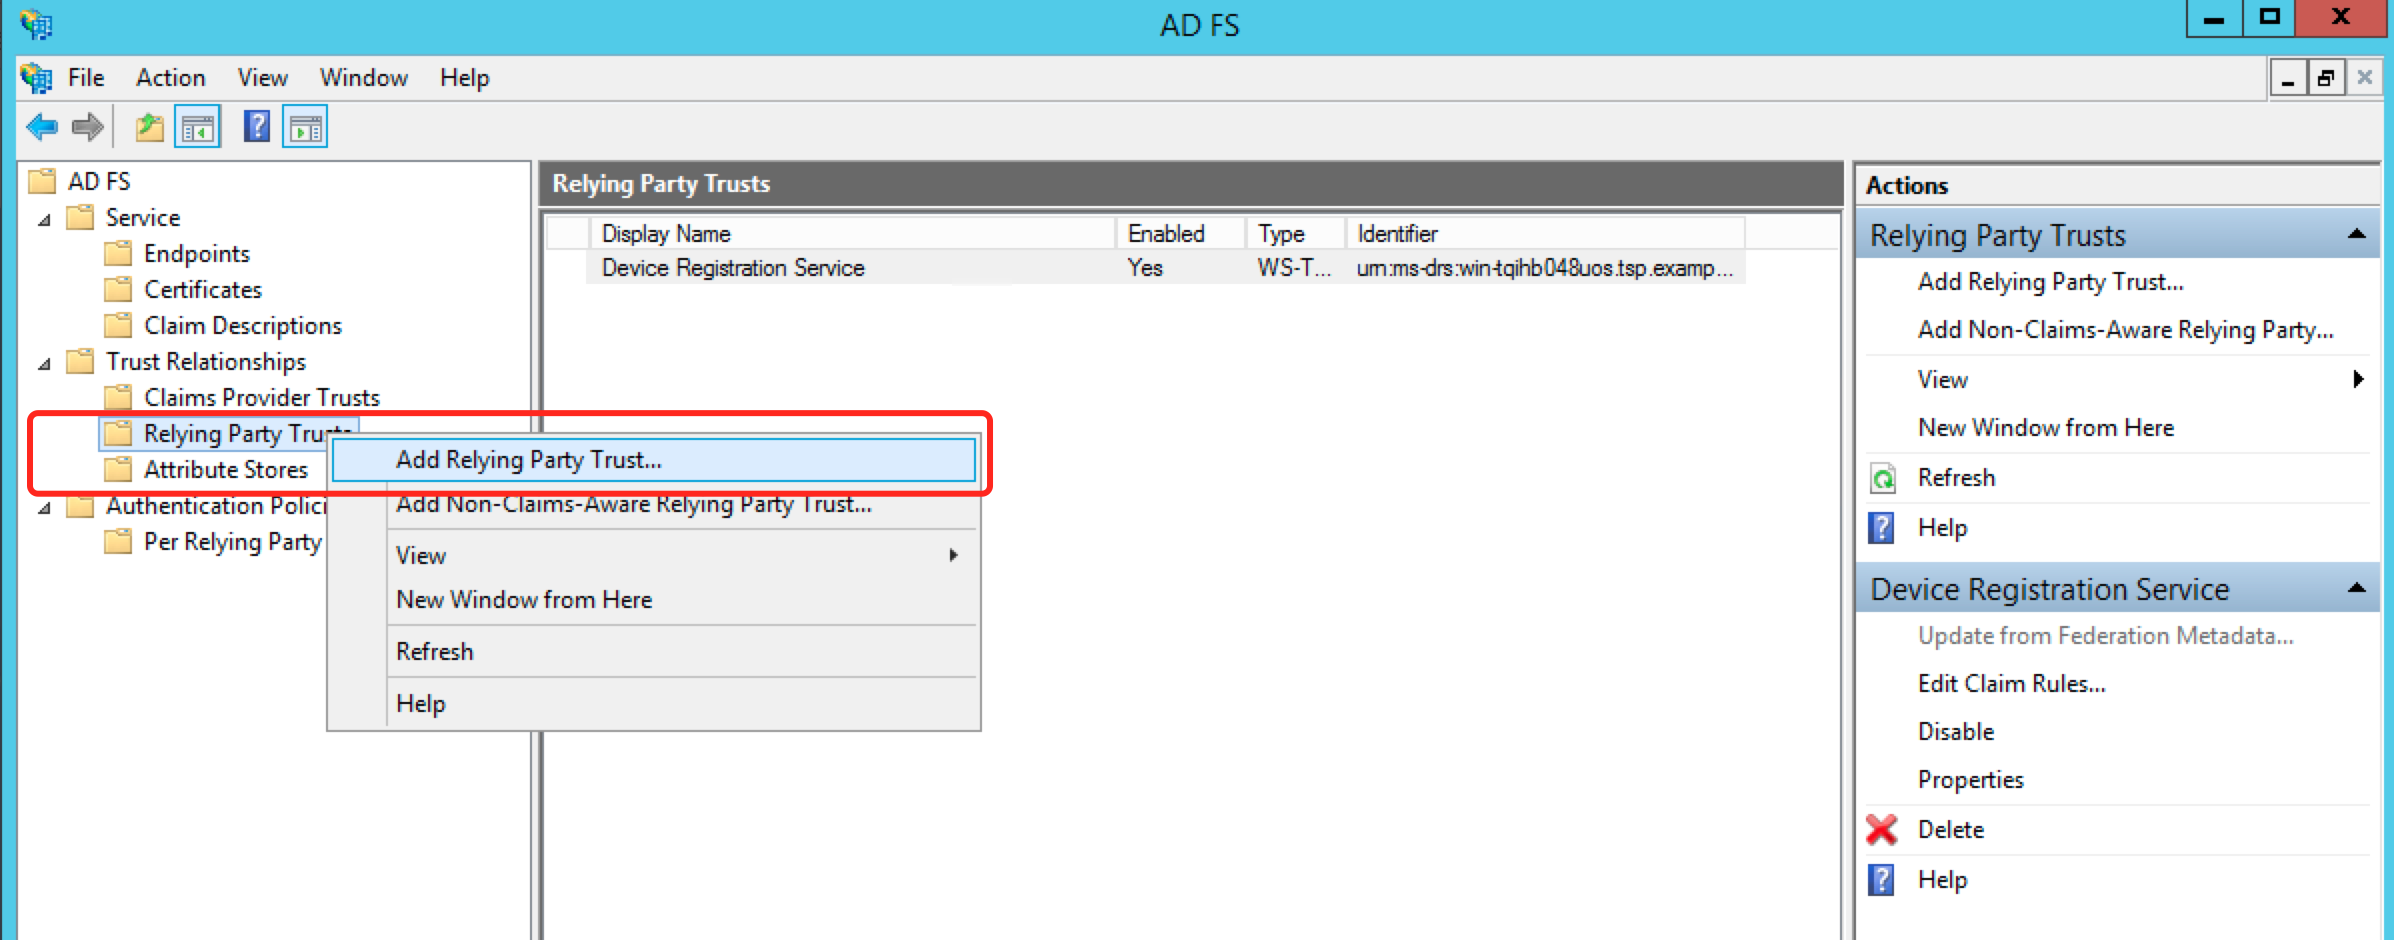 AD FS
File Action View Window Help
AD FS
Service
Endpoints
Certificates
Claim Descriptions
Trust Relationships
Claims Provider Trusts
Relying Party Trusts
Attribute Stores
Authentication Polici
Per Relying Party
Add Relying Party Trust...
Add Non-Claims-Aware Relying Party Trust...
View
New Window from Here
Refresh
Help
Relying Party Trusts
Display Name Enabled Type Identifier
Device Registration Service Yes WS-T... urn:ms-drs:win-tqihb048uos.tsp.examp...
Actions
Relying Party Trusts
Add Relying Party Trust...
Add Non-Claims-Aware Relying Party...
View
New Window from Here
Refresh
Help
Device Registration Service
Update from Federation Metadata...
Edit Claim Rules...
Disable
Properties
Delete
Help